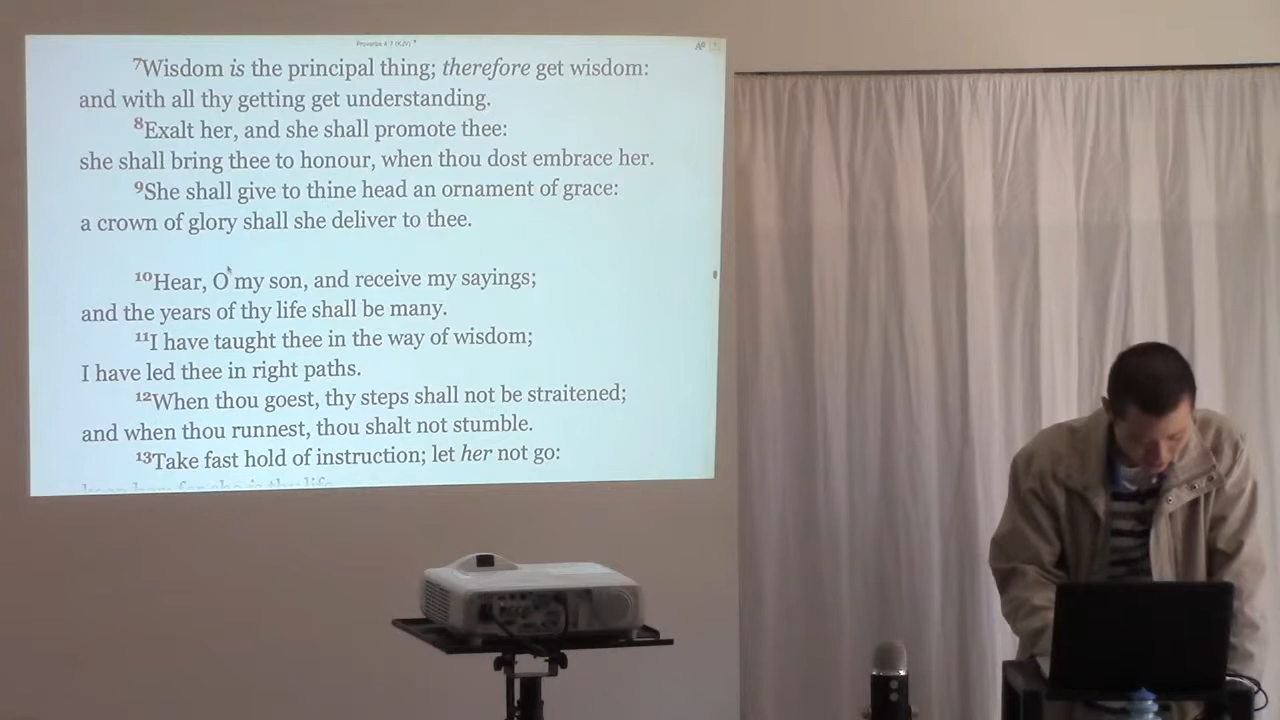 Proverbs 4:7 (KJV)
7Wisdom is the principal thing; therefore get wisdom:
and with all thy getting get understanding.
8Exalt her, and she shall promote thee:
she shall bring thee to honour, when thou dost embrace her.
9She shall give to thine head an ornament of grace:
a crown of glory shall she deliver to thee.
10Hear, O my son, and receive my sayings;
and the years of thy life shall be many.
11I have taught thee in the way of wisdom;
I have led thee in right paths.
12When thou goest, thy steps shall not be straitened;
and when thou runnest, thou shalt not stumble.
13Take fast hold of instruction; let her not go: